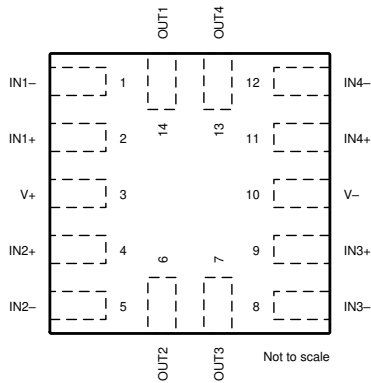 OUT1 OUT4
IN1– 1 12 IN4–
14 13
IN1+ 2 11 IN4+
V+ 3 10 V–
IN2+ 4 9 IN3+
6 7
IN2– 5 8 IN3–
OUT2 OUT3
Not to scale